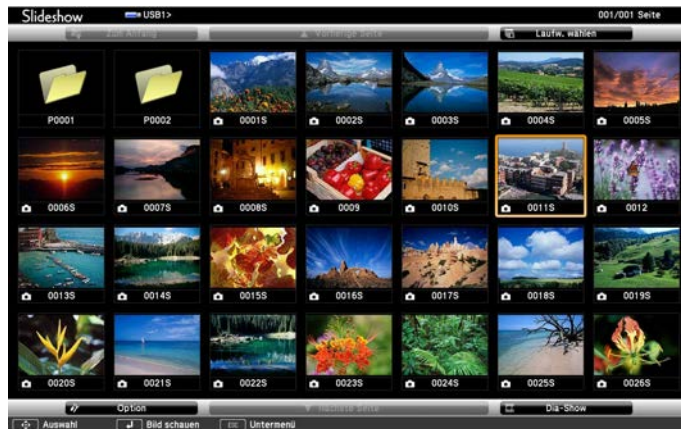 Slideshow USB1> 001/001 Seite
Zum Anfang ▲ Vorherige Seite Laufw. wählen
P0001 P0002 0001S 0002S 0003S 0004S 0005S
0006S 0007S 0008S 0009 0010S 0011S 0012
0013S 0014S 0015S 0016S 0017S 0018S 0019S
0020S 0021S 0022S 0023S 0024S 0025S 0026S
Option ▼ nächste Seite Dia-Show
Auswahl Bild schauen Esc Untermenü